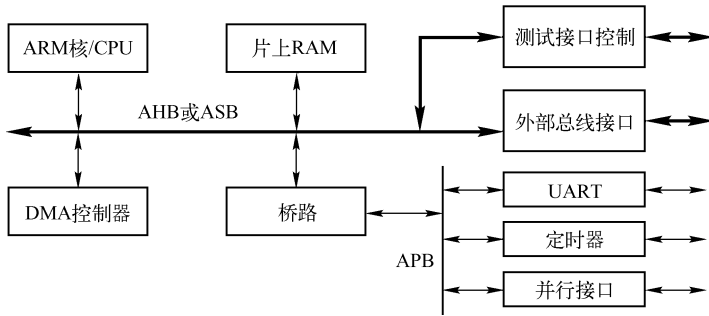 ARM核/CPU
片上RAM
测试接口控制
AHB或ASB
外部总线接口
DMA控制器
桥路
UART
APB
定时器
并行接口